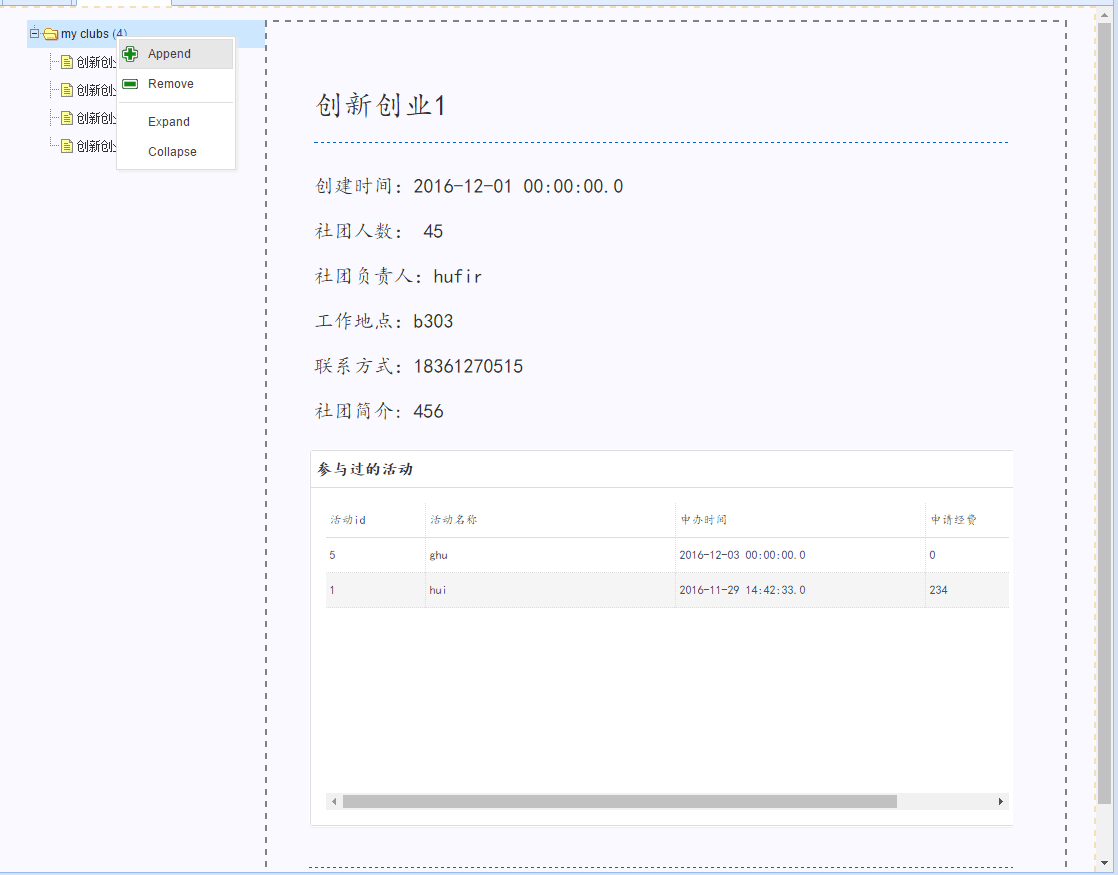 my clubs (4)
创新创
创新创
创新创
创新创
Append
Remove
Expand
Collapse
创新创业1
创建时间: 2016-12-01 00:00:00.0
社团人数: 45
社团负责人: hufir
工作地点: b303
联系方式: 18361270515
社团简介: 456
参与过的活动
活动id 活动名称 申办时间 申请经费
5 ghu 2016-12-03 00:00:00.0 0
1 hui 2016-11-29 14:42:33.0 234